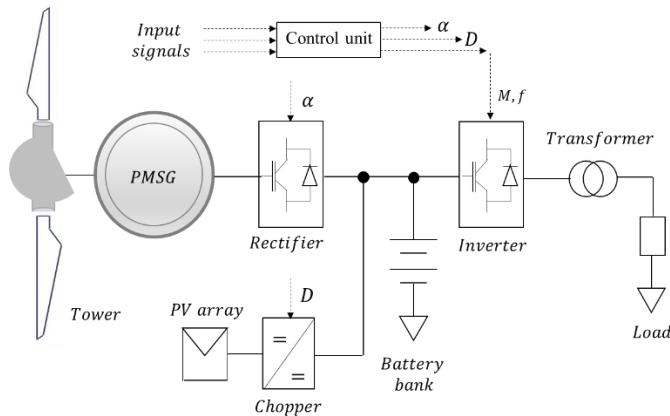 Input
signals
Control unit
α
D
M, f
α
Transformer
PMSG
Rectifier
Inverter
D
PV array
Tower
=
=
Chopper
Battery
bank
Load